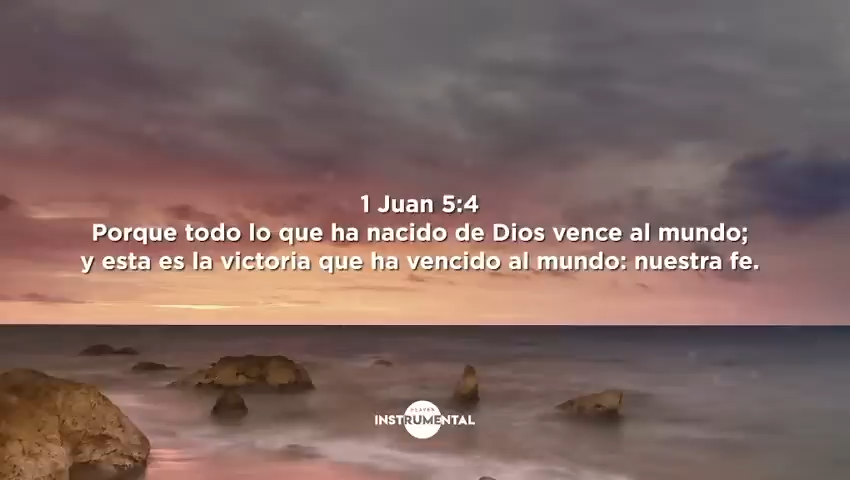 1 Juan 5:4
Porque todo lo que ha nacido de Dios vence al mundo;
y esta es la victoria que ha vencido al mundo: nuestra fe.
HEAVEN
INSTRUMENTAL